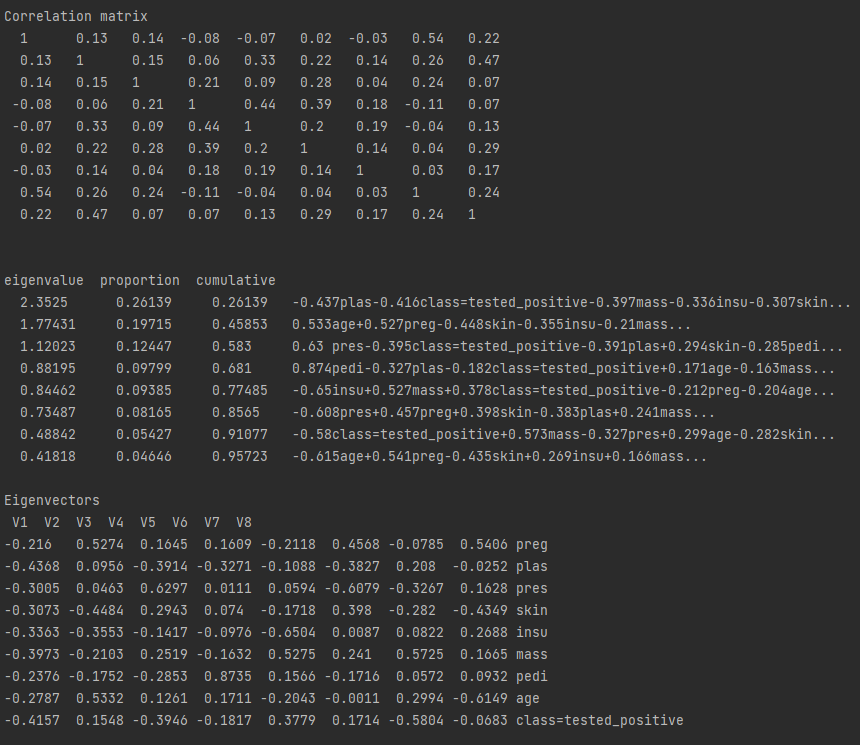 Correlation matrix
1 0.13 0.14 -0.08 -0.07 0.02 -0.03 0.54 0.22
0.13 1 0.15 0.06 0.33 0.22 0.14 0.26 0.47
0.14 0.15 1 0.21 0.09 0.28 0.04 0.24 0.07
-0.08 0.06 0.21 1 0.44 0.39 0.18 -0.11 0.07
-0.07 0.33 0.09 0.44 1 0.2 0.19 -0.04 0.13
0.02 0.22 0.28 0.39 0.2 1 0.14 0.04 0.29
-0.03 0.14 0.04 0.18 0.19 0.14 1 0.03 0.17
0.54 0.26 0.24 -0.11 -0.04 0.04 0.03 1 0.24
0.22 0.47 0.07 0.07 0.13 0.29 0.17 0.24 1
eigenvalue proportion cumulative
2.3525 0.26139 0.26139 -0.437plas-0.416class=tested_positive-0.397mass-0.336insu-0.307skin...
1.77431 0.19715 0.45853 0.533age+0.527preg-0.448skin-0.355insu-0.21mass...
1.12023 0.12447 0.583 0.63 pres-0.395class=tested_positive-0.391plas+0.294skin-0.285pedi...
0.88195 0.09799 0.681 0.874pedi-0.327plas-0.182class=tested_positive+0.171age-0.163mass...
0.84462 0.09385 0.77485 -0.65insu+0.527mass+0.378class=tested_positive-0.212preg-0.204age...
0.73487 0.08165 0.8565 -0.608pres+0.457preg+0.398skin-0.383plas+0.241mass...
0.48842 0.05427 0.91077 -0.58class=tested_positive+0.573mass-0.327pres+0.299age-0.282skin...
0.41818 0.04646 0.95723 -0.615age+0.541preg-0.435skin+0.269insu+0.166mass...
Eigenvectors
V1 V2 V3 V4 V5 V6 V7 V8
-0.216 0.5274 0.1645 0.1609 -0.2118 0.4568 -0.0785 0.5406 preg
-0.4368 0.0956 -0.3914 -0.3271 -0.1088 -0.3827 0.208 -0.0252 plas
-0.3005 0.0463 0.6297 0.0111 0.0594 -0.6079 -0.3267 0.1628 pres
-0.3073 -0.4484 0.2943 0.074 -0.1718 0.398 -0.282 -0.4349 skin
-0.3363 -0.3553 -0.1417 -0.0976 -0.6504 0.0087 0.0822 0.2688 insu
-0.3973 -0.2103 0.2519 -0.1632 0.5275 0.241 0.5725 0.1665 mass
-0.2376 -0.1752 -0.2853 0.8735 0.1566 -0.1716 0.0572 0.0932 pedi
-0.2787 0.5332 0.1261 0.1711 -0.2043 -0.0011 0.2994 -0.6149 age
-0.4157 0.1548 -0.3946 -0.1817 0.3779 0.1714 -0.5804 -0.0683 class=tested_positive